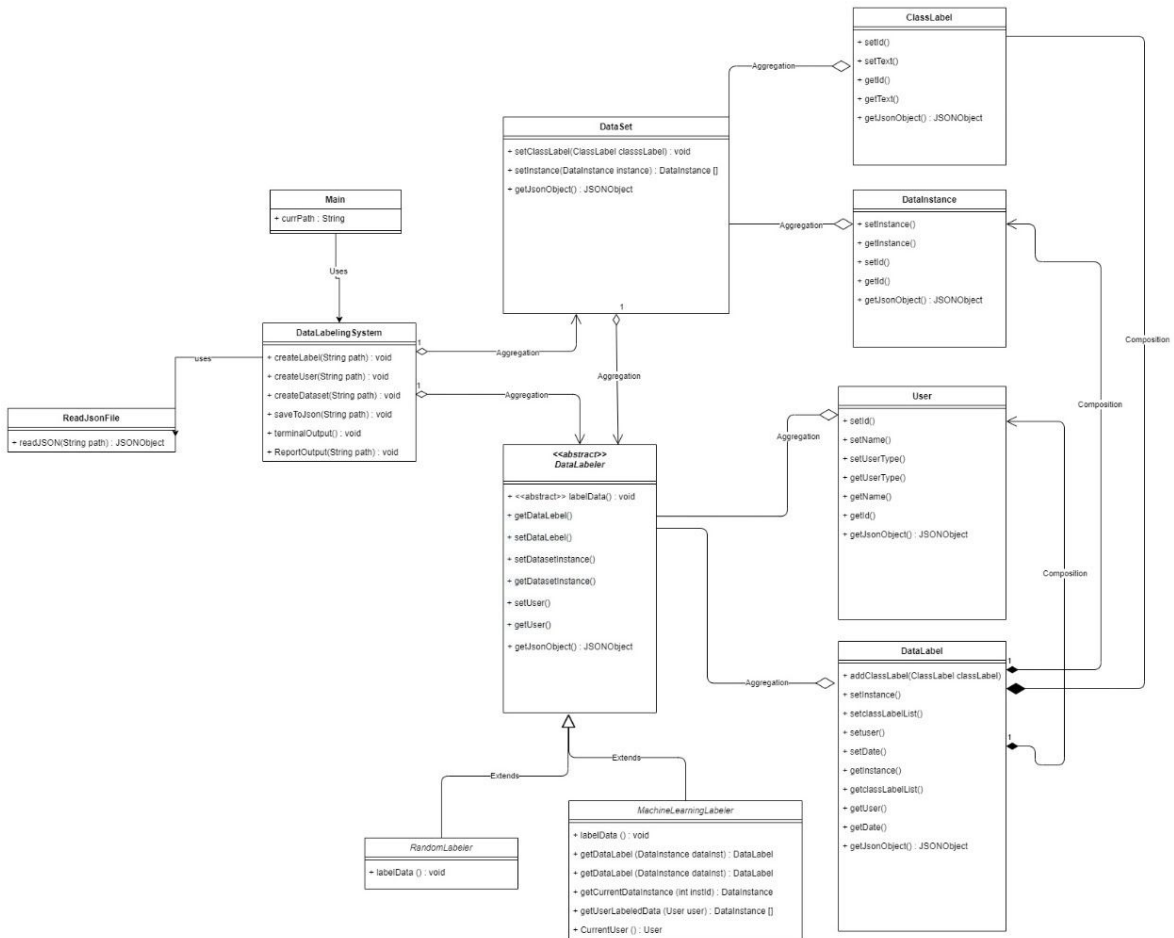 ClassLabel
+ setId()
+ setText()
+ getId()
+ getText()
+ getJsonObject() : JSONObject
Aggregation
DataSet
+ setClassLabel(ClassLabel classsLabel) : void
+ setInstance(DataInstance instance) : DataInstance []
+ getJsonObject() : JSONObject
1
Aggregation
DataInstance
+ setInstance()
+ getInstance()
+ setId()
+ getId()
+ getJsonObject() : JSONObject
Main
+ currPath : String
Uses
DataLabelingSystem
+ createLabel(String path) : void
+ createUser(String path) : void
+ createDataset(String path) : void
+ saveToJson(String path) : void
+ terminalOutput() : void
+ ReportOutput(String path) : void
1
Aggregation
1
Aggregation
Aggregation
uses
ReadJsonFile
+ readJSON(String path) : JSONObject
Composition
Composition
Composition
User
+ setId()
+ setName()
+ setUserType()
+ getUserType()
+ getName()
+ getId()
+ getJsonObject() : JSONObject
Aggregation
<<abstract>>
DataLabeler
+ <<abstract>> labelData() : void
+ getDataLebel()
+ setDataLebel()
+ setDatasetInstance()
+ getDatasetInstance()
+ setUser()
+ getUser()
+ getJsonObject() : JSONObject
Aggregation
DataLabel
+ addClassLabel(ClassLabel classLabel)
+ setInstance()
+ setclassLabelList()
+ setuser()
+ setDate()
+ getInstance()
+ getclassLabelList()
+ getUser()
+ getDate()
+ getJsonObject() : JSONObject
1
1
Extends
Extends
RandomLabeler
+ labelData () : void
MachineLearningLabeler
+ labelData () : void
+ getDataLabel (DataInstance dataInst) : DataLabel
+ getDataLabel (DataInstance dataInst) : DataLabel
+ getCurrentDataInstance (int instId) : DataInstance
+ getUserLabeledData (User user) : DataInstance []
+ CurrentUser () : User